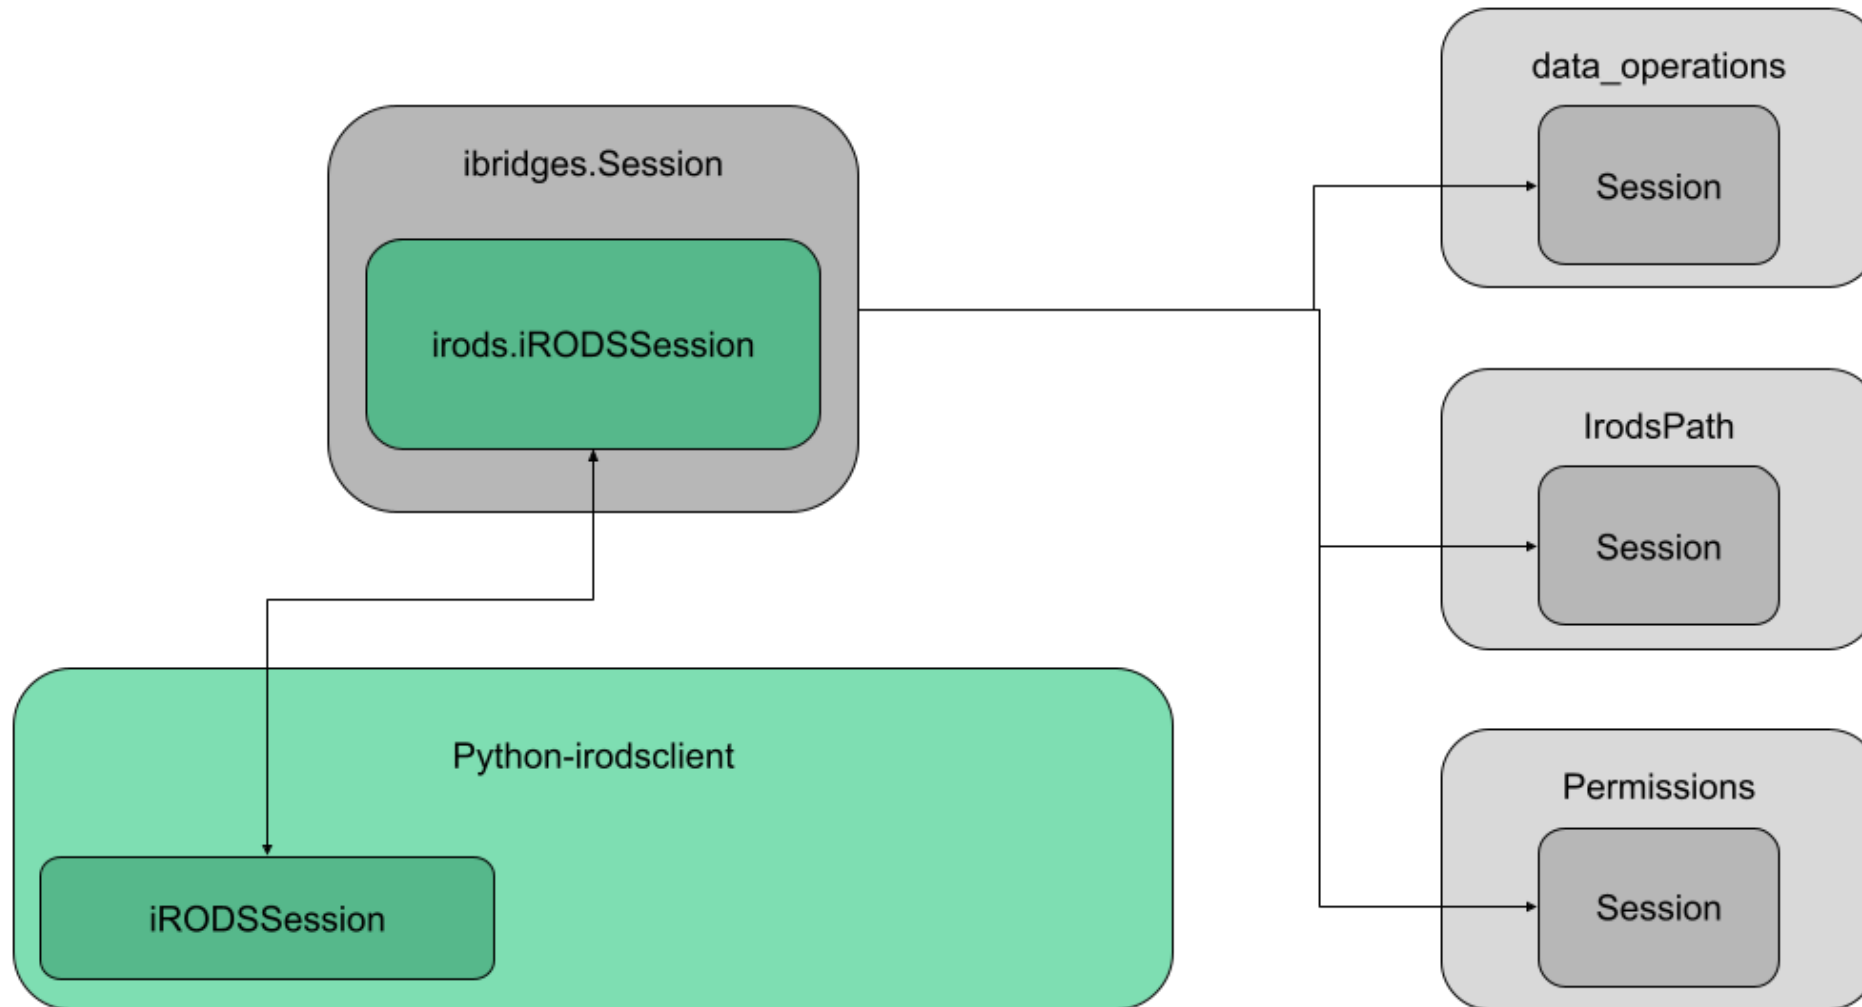 ibridges.Session
irods.iRODSSession
Python-irodsclient
iRODSSession
data_operations
Session
IrodsPath
Session
Permissions
Session